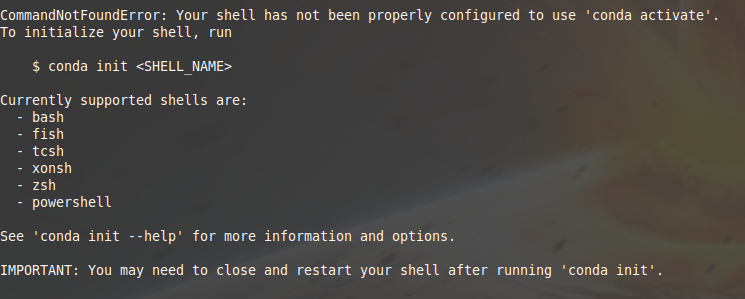 CommandNotFoundError: Your shell has not been properly configured to use 'conda activate'.
To initialize your shell, run
$ conda init <SHELL_NAME>
Currently supported shells are:
- bash
- fish
- tcsh
- xonsh
- zsh
- powershell
See 'conda init --help' for more information and options.
IMPORTANT: You may need to close and restart your shell after running 'conda init'.